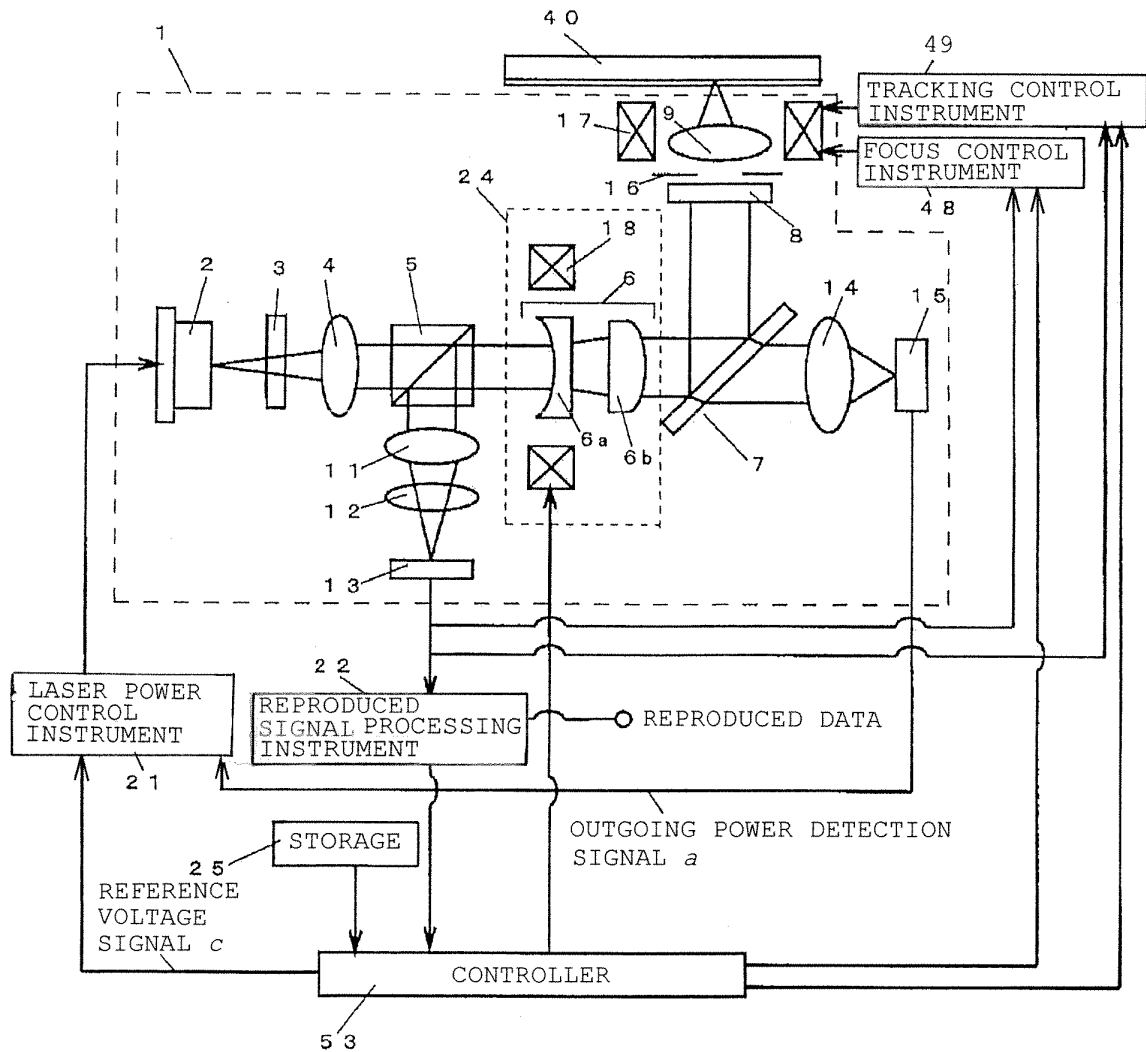 40
1
49
TRACKING CONTROL
INSTRUMENT
17
9
FOCUS CONTROL
INSTRUMENT
48
24
16
8
18
2
3
4
5
6
14
15
6a
6b
7
11
12
13
22
LASER POWER
CONTROL
INSTRUMENT
21
REPRODUCED
SIGNAL PROCESSING
INSTRUMENT
REPRODUCED DATA
STORAGE
25
OUTGOING POWER DETECTION
SIGNAL a
REFERENCE
VOLTAGE
SIGNAL c
CONTROLLER
53